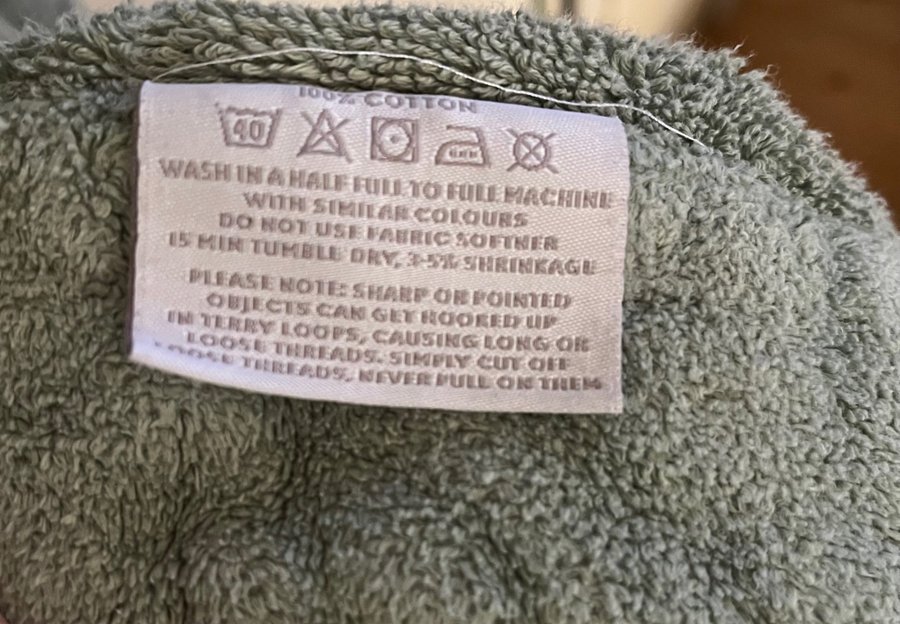 100% COTTON
40
WASH IN A HALF FULL TO FULL MACHINE
WITH SIMILAR COLOURS
DO NOT USE FABRIC SOFTNER
15 MIN TUMBLE DRY, 3-5% SHRINKAGE
PLEASE NOTE: SHARP OR POINTED
OBJECTS CAN GET HOOKED UP
IN TERRY LOOPS, CAUSING LONG OR
LOOSE THREADS. SIMPLY CUT OFF
LOOSE THREADS, NEVER PULL ON THEM